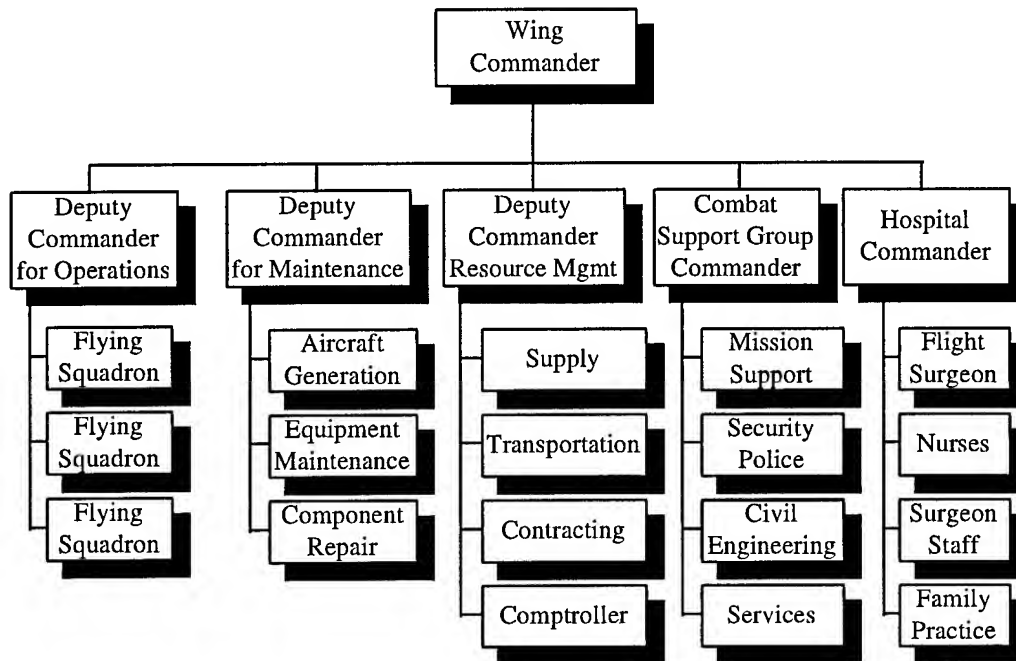 Wing
Commander
Deputy
Commander
for Operations
Flying
Squadron
Flying
Squadron
Flying
Squadron
Deputy
Commander
for Maintenance
Aircraft
Generation
Equipment
Maintenance
Component
Repair
Deputy
Commander
Resource Mgmt
Supply
Transportation
Contracting
Comptroller
Combat
Support Group
Commander
Mission
Support
Security
Police
Civil
Engineering
Services
Hospital
Commander
Flight
Surgeon
Nurses
Surgeon
Staff
Family
Practice